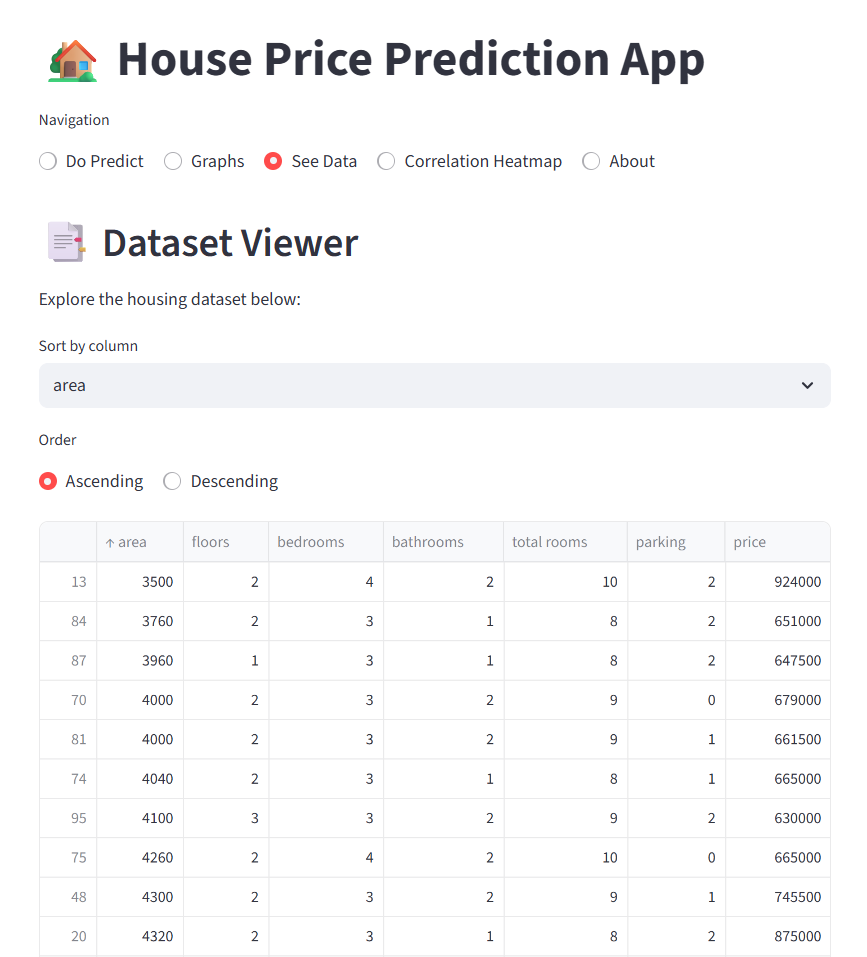 House Price Prediction App
Navigation
Do Predict Graphs See Data Correlation Heatmap About
Dataset Viewer
Explore the housing dataset below:
Sort by column
area
Order
Ascending Descending
↑ area floors bedrooms bathrooms total rooms parking price
13 3500 2 4 2 10 2 924000
84 3760 2 3 1 8 2 651000
87 3960 1 3 1 8 2 647500
70 4000 2 3 2 9 0 679000
81 4000 2 3 2 9 1 661500
74 4040 2 3 1 8 1 665000
95 4100 3 3 2 9 2 630000
75 4260 2 4 2 10 0 665000
48 4300 2 3 2 9 1 745500
20 4320 2 3 1 8 2 875000